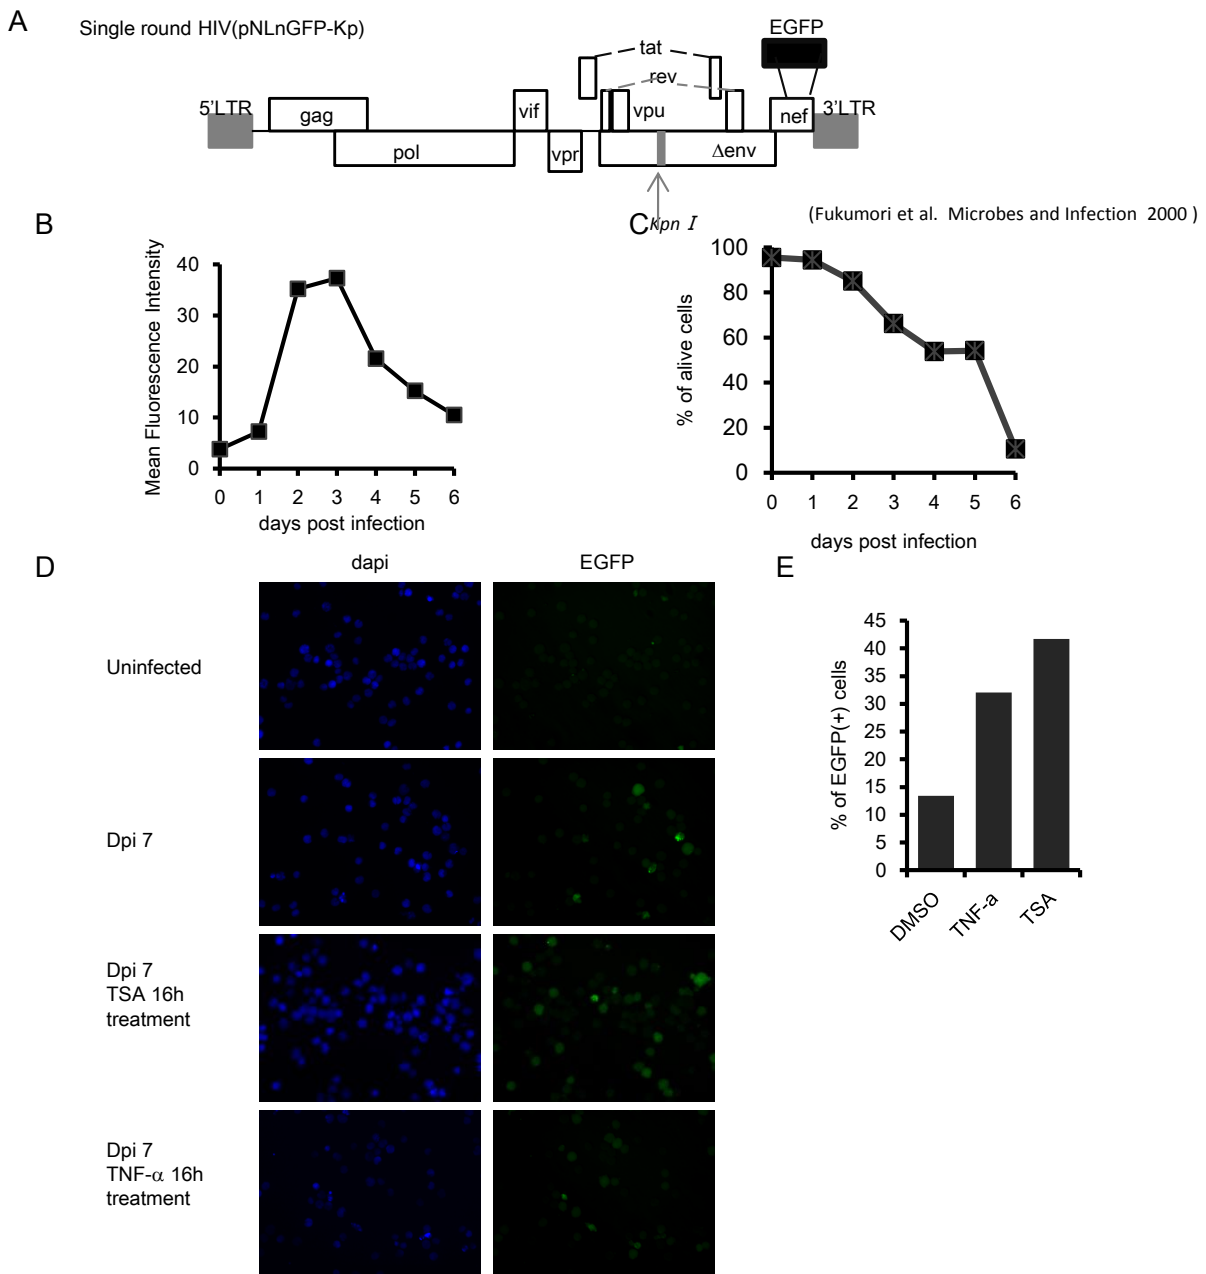 A
Single round HIV(pNLnGFP-Kp)
EGFP
tat
rev
5'LTR
gag
vif
vpu
nef
3'LTR
pol
vpr
Δenv
Kpn I
(Fukumori et al. Microbes and Infection 2000 )
B
Mean Fluorescence Intensity
40
30
20
10
0
0 1 2 3 4 5 6
days post infection
C
% of alive cells
100
80
60
40
20
0
0 1 2 3 4 5 6
days post infection
D
dapi
EGFP
Uninfected
Dpi 7
Dpi 7
TSA 16h
treatment
Dpi 7
TNF-α 16h
treatment
E
% of EGFP(+) cells
45
40
35
30
25
20
15
10
5
0
DMSO
TNF-a
TSA